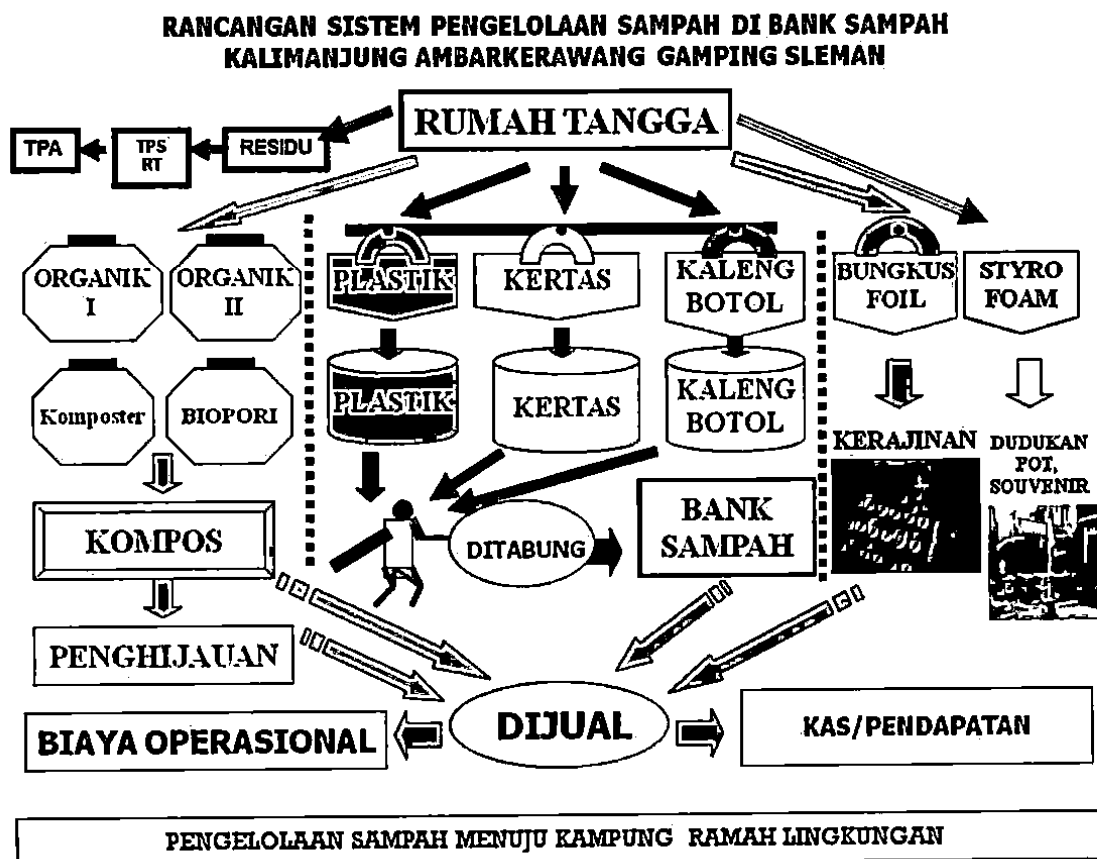 RANCANGAN SISTEM PENGELOLAAN SAMPAH DI BANK SAMPAH
KALIMANJUNG AMBARKERAWANG GAMPING SLEMAN
RUMAH TANGGA
TPA
TPS
RT
RESIDU
ORGANIK
I
ORGANIK
II
PLASTIK
KERTAS
KALENG
BOTOL
BUNGKUS
FOIL
STYRO
FOAM
Komposter
BIOPORI
PLASTIK
KERTAS
KALENG
BOTOL
KERAJINAN
DUDUKAN
POT,
SOUVENIR
KOMPOS
DITABUNG
BANK
SAMPAH
PENGHIJAUAN
BIAYA OPERASIONAL
DIJUAL
KAS/PENDAPATAN
PENGELOLAAN SAMPAH MENUJU KAMPUNG RAMAH LINGKUNGAN